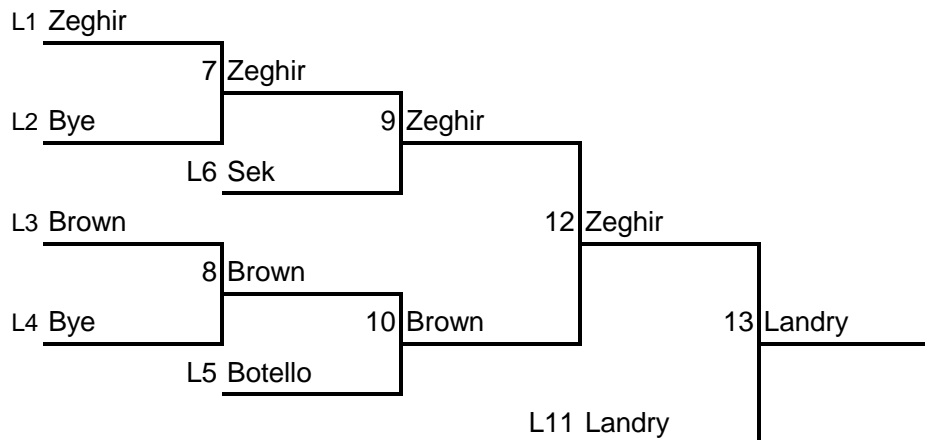 L1 Zeghir
7 Zeghir
L2 Bye
9 Zeghir
L6 Sek
L3 Brown
12 Zeghir
8 Brown
L4 Bye
10 Brown
13 Landry
L5 Botello
L11 Landry